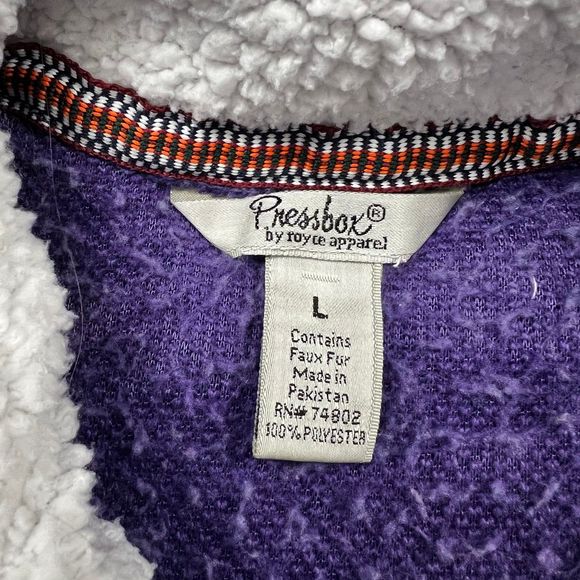 Pressbox®
by royce apparel
L
Contains
Faux Fur
Made in
Pakistan
RN# 74802
100% POLYESTER